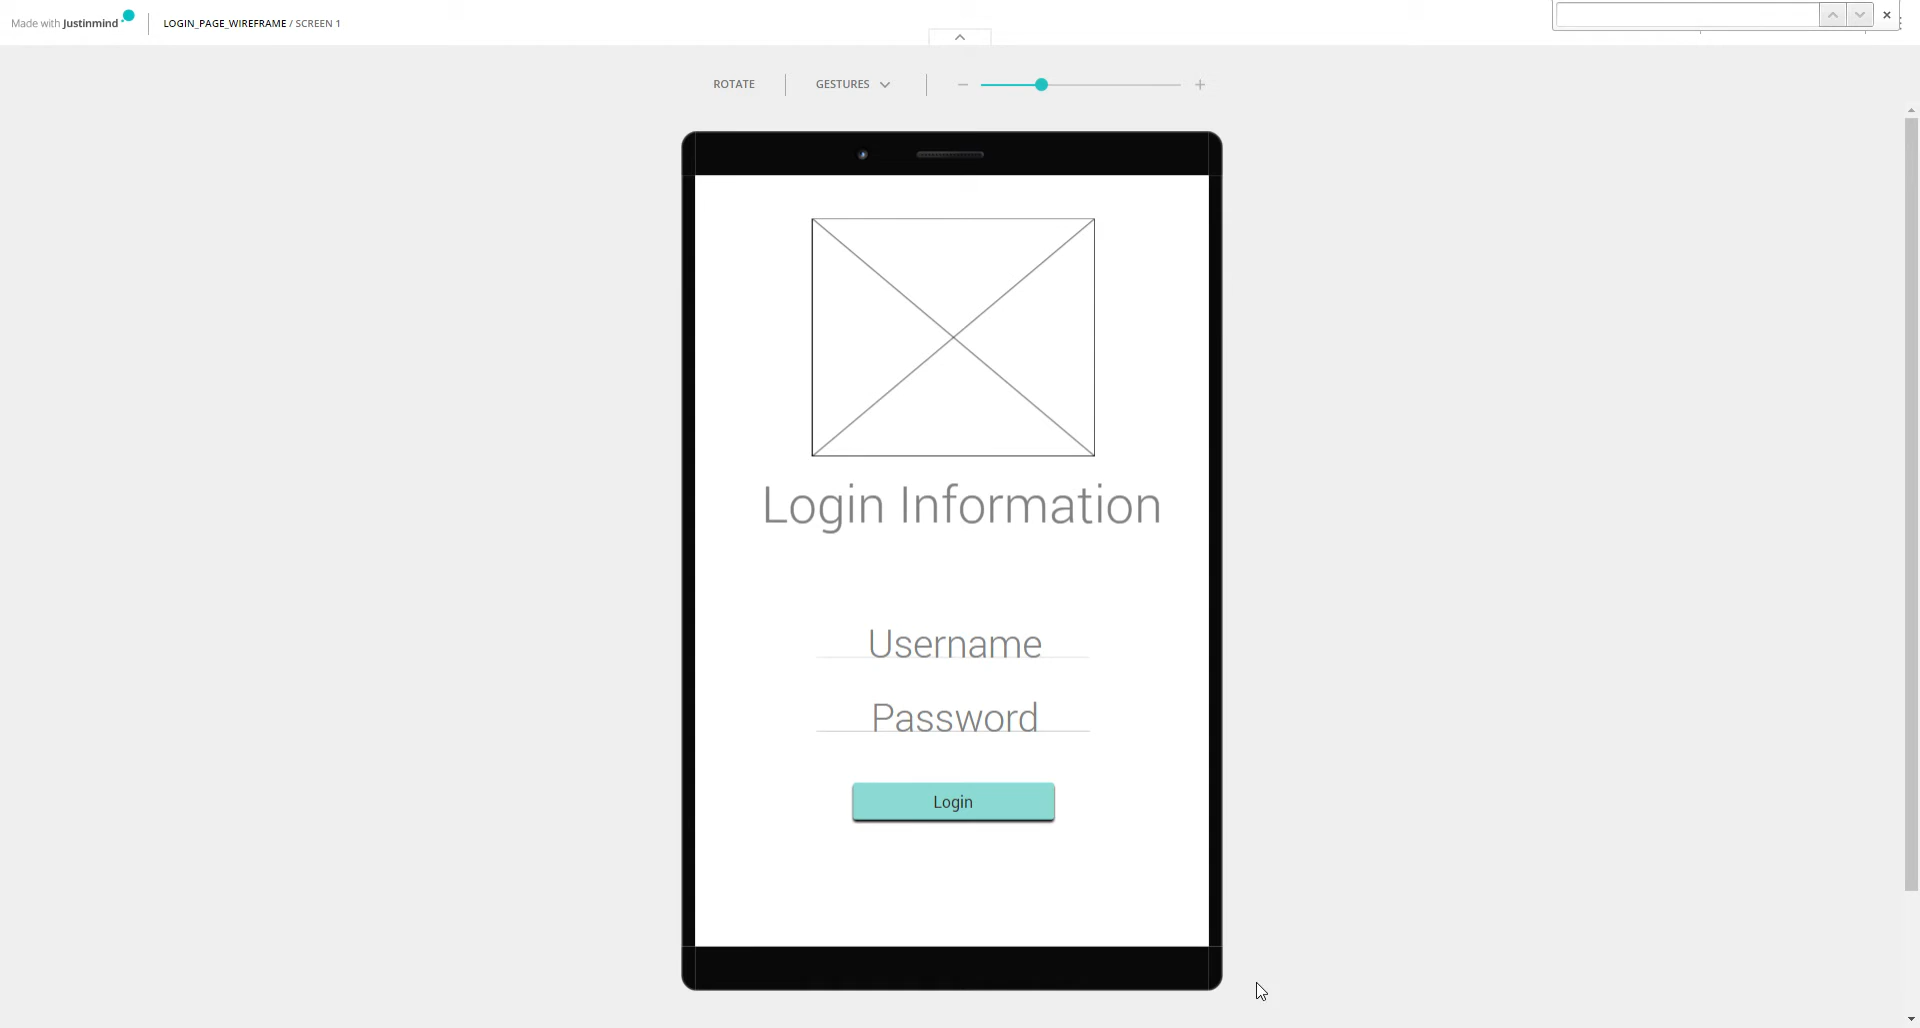 Made with Justinmind
LOGIN_PAGE_WIREFRAME / SCREEN 1
ROTATE
GESTURES
Login Information
Username
Password
Login